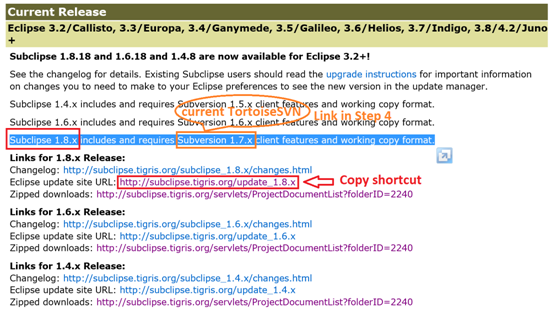 Current Release
Eclipse 3.2/Callisto, 3.3/Europa, 3.4/Ganymede, 3.5/Galileo, 3.6/Helios, 3.7/Indigo, 3.8/4.2/Juno
+
Subclipse 1.8.18 and 1.6.18 and 1.4.8 are now available for Eclipse 3.2+!
See the changelog for details. Existing Subclipse users should read the upgrade instructions for important information
on changes you need to make to your Eclipse preferences to see the new version in the update manager.
Subclipse 1.4.x includes and requires Subversion 1.5.x client features and working copy format.
current TortoiseSVN
Link in Step 4
Subclipse 1.6.x includes and requires Subversion 1.6.x client features and working copy format.
Subclipse 1.8.x includes and requires Subversion 1.7.x client features and working copy format.
Links for 1.8.x Release:
Changelog: http://subclipse.tigris.org/subclipse_1.8.x/changes.html
Eclipse update site URL: http://subclipse.tigris.org/update_1.8.x Copy shortcut
Zipped downloads: http://subclipse.tigris.org/servlets/ProjectDocumentList?folderID=2240
Links for 1.6.x Release:
Changelog: http://subclipse.tigris.org/subclipse_1.6.x/changes.html
Eclipse update site URL: http://subclipse.tigris.org/update_1.6.x
Zipped downloads: http://subclipse.tigris.org/servlets/ProjectDocumentList?folderID=2240
Links for 1.4.x Release:
Changelog: http://subclipse.tigris.org/subclipse_1.4.x/changes.html
Eclipse update site URL: http://subclipse.tigris.org/update_1.4.x
Zipped downloads: http://subclipse.tigris.org/servlets/ProjectDocumentList?folderID=2240